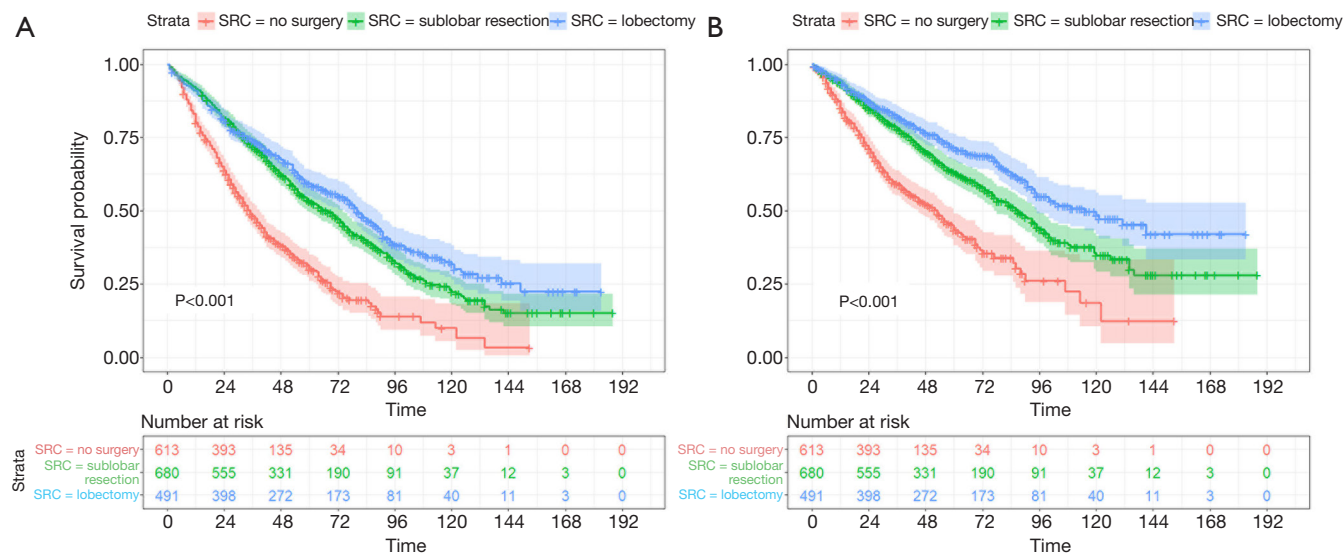 A
Strata SRC = no surgery SRC = sublobar resection SRC = lobectomy
1.00
0.75
0.50
0.25
0.00
Survival probability
P<0.001
0 24 48 72 96 120 144 168 192
Time
Number at risk
Strata
SRC = no surgery 613 393 135 34 10 3 1 0 0
SRC = sublobar
resection 680 555 331 190 91 37 12 3 0
SRC = lobectomy 491 398 272 173 81 40 11 3 0
0 24 48 72 96 120 144 168 192
Time
B
Strata SRC = no surgery SRC = sublobar resection SRC = lobectomy
1.00
0.75
0.50
0.25
0.00
P<0.001
0 24 48 72 96 120 144 168 192
Time
Number at risk
SRC = no surgery 613 393 135 34 10 3 1 0 0
SRC = sublobar
resection 680 555 331 190 91 37 12 3 0
SRC = lobectomy 491 398 272 173 81 40 11 3 0
0 24 48 72 96 120 144 168 192
Time